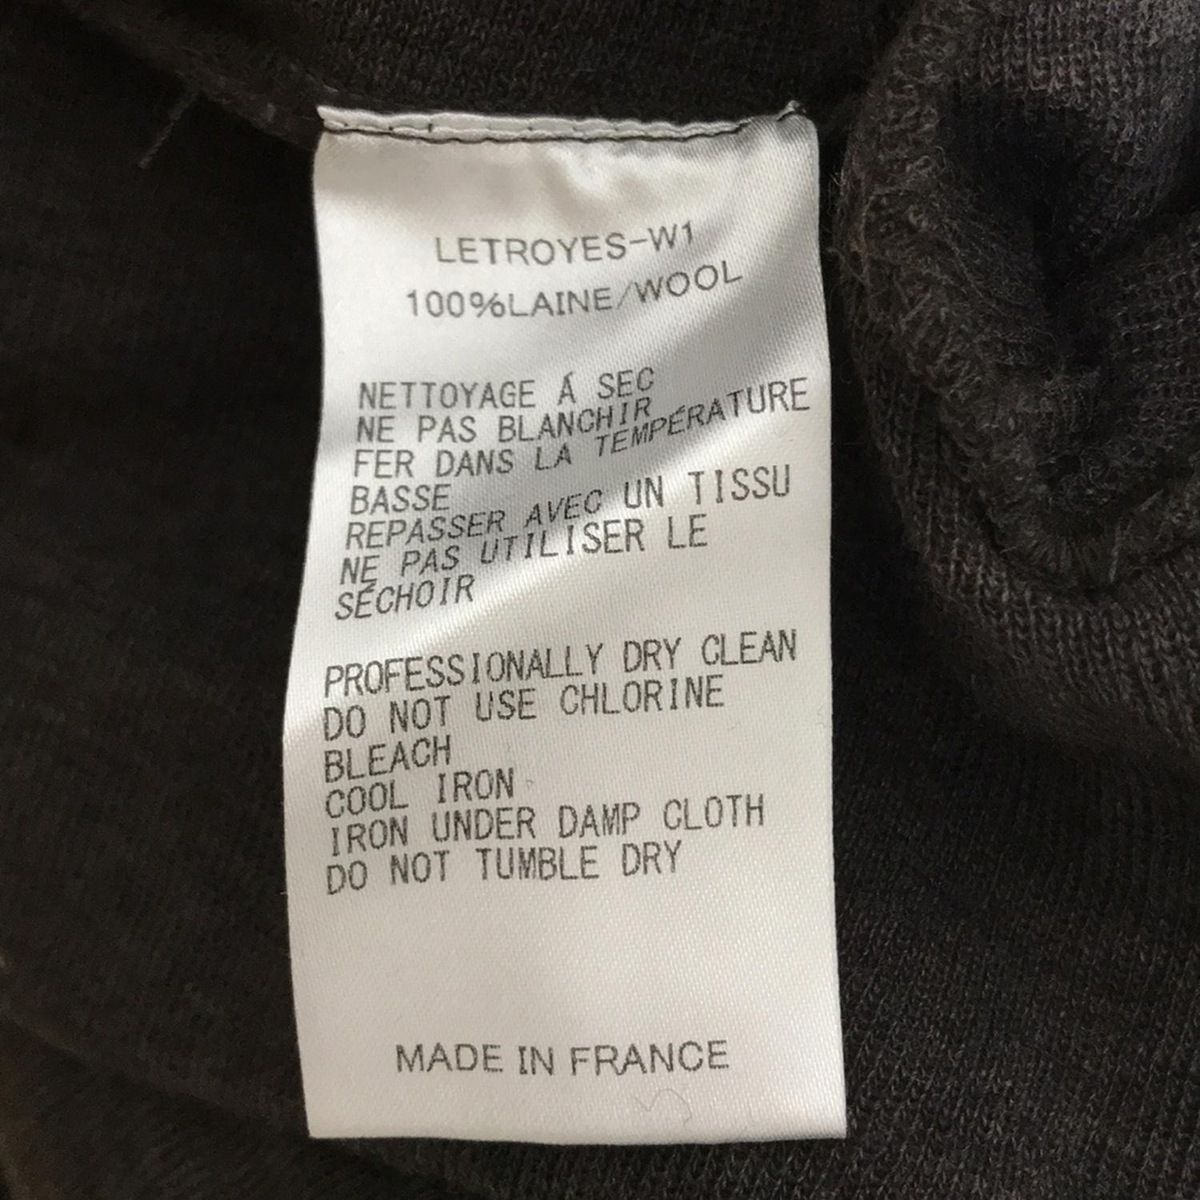 LETROYES-W1
100%LAINE/WOOL
NETTOYAGE Á SEC
NE PAS BLANCHIR
FER DANS LA TEMPÉRATURE
BASSE
REPASSER AVEC UN TISSU
NE PAS UTILISER LE
SÉCHOIR
PROFESSIONALLY DRY CLEAN
DO NOT USE CHLORINE
BLEACH
COOL IRON
IRON UNDER DAMP CLOTH
DO NOT TUMBLE DRY
MADE IN FRANCE